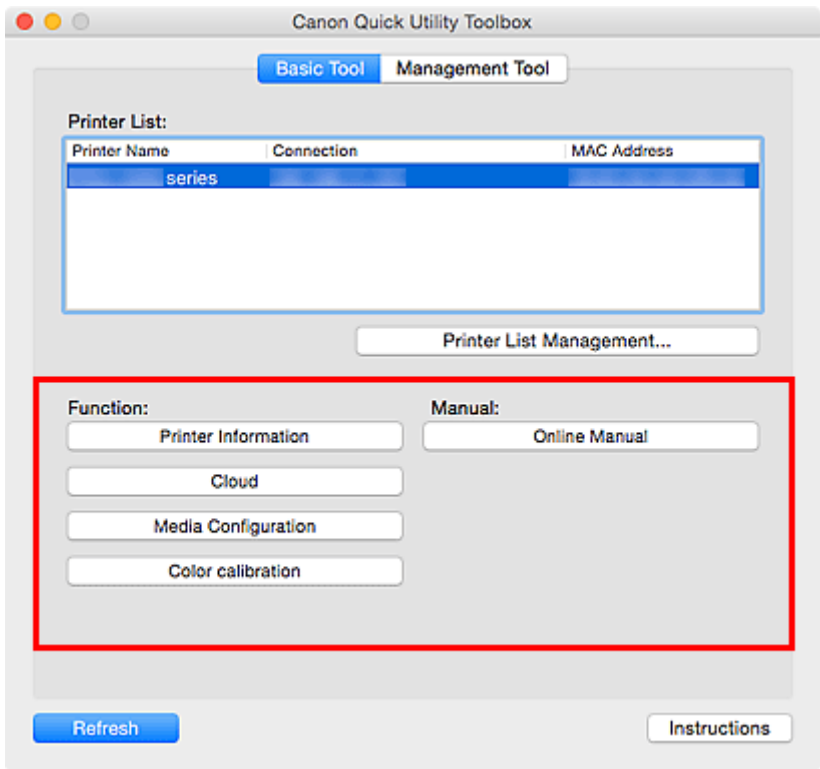 Canon Quick Utility Toolbox
Basic Tool Management Tool
Printer List:
Printer Name Connection MAC Address
series
Printer List Management...
Function: Manual:
Printer Information Online Manual
Cloud
Media Configuration
Color calibration
Refresh Instructions